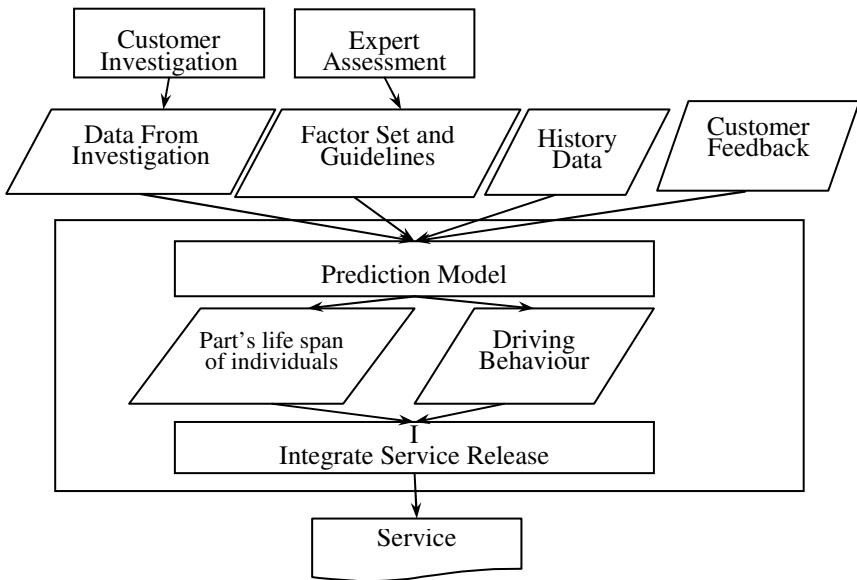 Customer
Investigation
Expert
Assessment
Data From
Investigation
Factor Set and
Guidelines
History
Data
Customer
Feedback
Prediction Model
Part's life span
of individuals
Driving
Behaviour
I
Integrate Service Release
Service